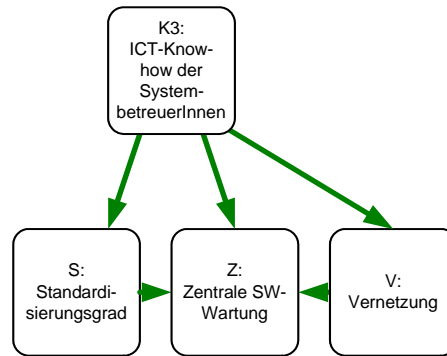 K3:
ICT-Know-
how der
System-
betreuerInnen
S:
Standardi-
sierungsgrad
Z:
Zentrale SW-
Wartung
V:
Vernetzung